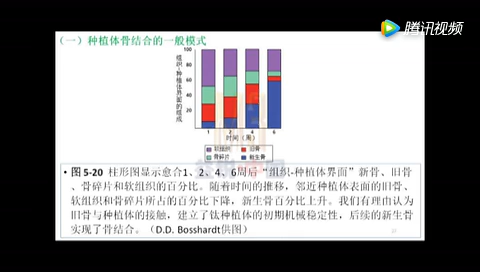 腾讯视频
(一)种植体骨结合的一般模式
组织-种植体界面的组成
100
80
60
40
20
1 2 4 6
时间(周)
软组织 旧骨
骨碎片 新生骨
• 图 5-20 柱形图显示愈合1、2、4、6周后“组织-种植体界面”新骨、旧骨
、骨碎片和软组织的百分比。随着时间的推移，邻近种植体表面的旧骨、
软组织和骨碎片所占的百分比下降，新生骨百分比上升。我们有理由认为
旧骨与种植体的接触，建立了钛种植体的初期机械稳定性，后续的新生骨
实现了骨结合。（D.D. Bosshardt供图）